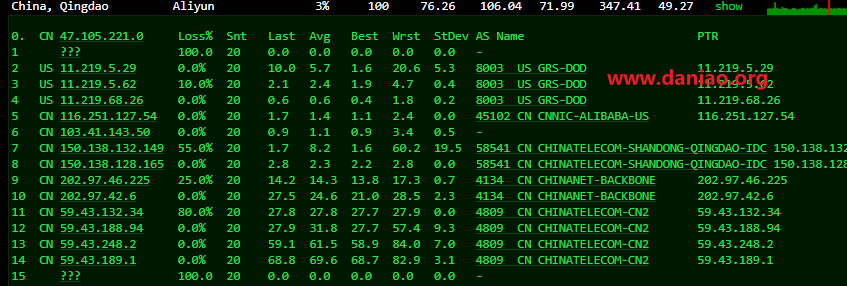 China, Qingdao Aliyun 3% 100 76.26 106.04 71.99 347.41 49.27 show
0. CN 47.105.221.0 Loss% Snt Last Avg Best Wrst StDev AS Name PTR
1 ??? 100.0 20 0.0 0.0 0.0 0.0 0.0 -
2 US 11.219.5.29 0.0% 20 10.0 5.7 1.6 20.6 5.3 8003 US GRS-DOD 11.219.5.29
www.daniao.org
3 US 11.219.5.62 10.0% 20 2.1 2.4 1.9 4.7 0.4 8003 US GRS-DOD 11.219.5.62
4 US 11.219.68.26 0.0% 20 0.6 0.6 0.4 1.8 0.2 8003 US GRS-DOD 11.219.68.26
5 CN 116.251.127.54 0.0% 20 1.7 1.4 1.1 2.4 0.0 45102 CN CNNIC-ALIBABA-US 116.251.127.54
6 CN 103.41.143.50 0.0% 20 0.9 1.1 0.9 3.4 0.5 -
7 CN 150.138.132.149 55.0% 20 1.7 8.2 1.6 60.2 19.5 58541 CN CHINATELECOM-SHANDONG-QINGDAO-IDC 150.138.132
8 CN 150.138.128.165 0.0% 20 2.8 2.3 2.2 2.8 0.0 58541 CN CHINATELECOM-SHANDONG-QINGDAO-IDC 150.138.128
9 CN 202.97.46.225 25.0% 20 14.2 14.3 13.8 17.3 0.7 4134 CN CHINANET-BACKBONE 202.97.46.225
10 CN 202.97.42.6 0.0% 20 27.5 24.6 21.0 28.5 2.3 4134 CN CHINANET-BACKBONE 202.97.42.6
11 CN 59.43.132.34 80.0% 20 27.8 27.8 27.7 27.9 0.0 4809 CN CHINATELECOM-CN2 59.43.132.34
12 CN 59.43.188.94 0.0% 20 27.9 31.8 27.7 57.4 9.3 4809 CN CHINATELECOM-CN2 59.43.188.94
13 CN 59.43.248.2 0.0% 20 59.1 61.5 58.9 84.0 7.0 4809 CN CHINATELECOM-CN2 59.43.248.2
14 CN 59.43.189.1 0.0% 20 68.8 69.6 68.7 82.9 3.1 4809 CN CHINATELECOM-CN2 59.43.189.1
15 ??? 100.0 20 0.0 0.0 0.0 0.0 0.0 -